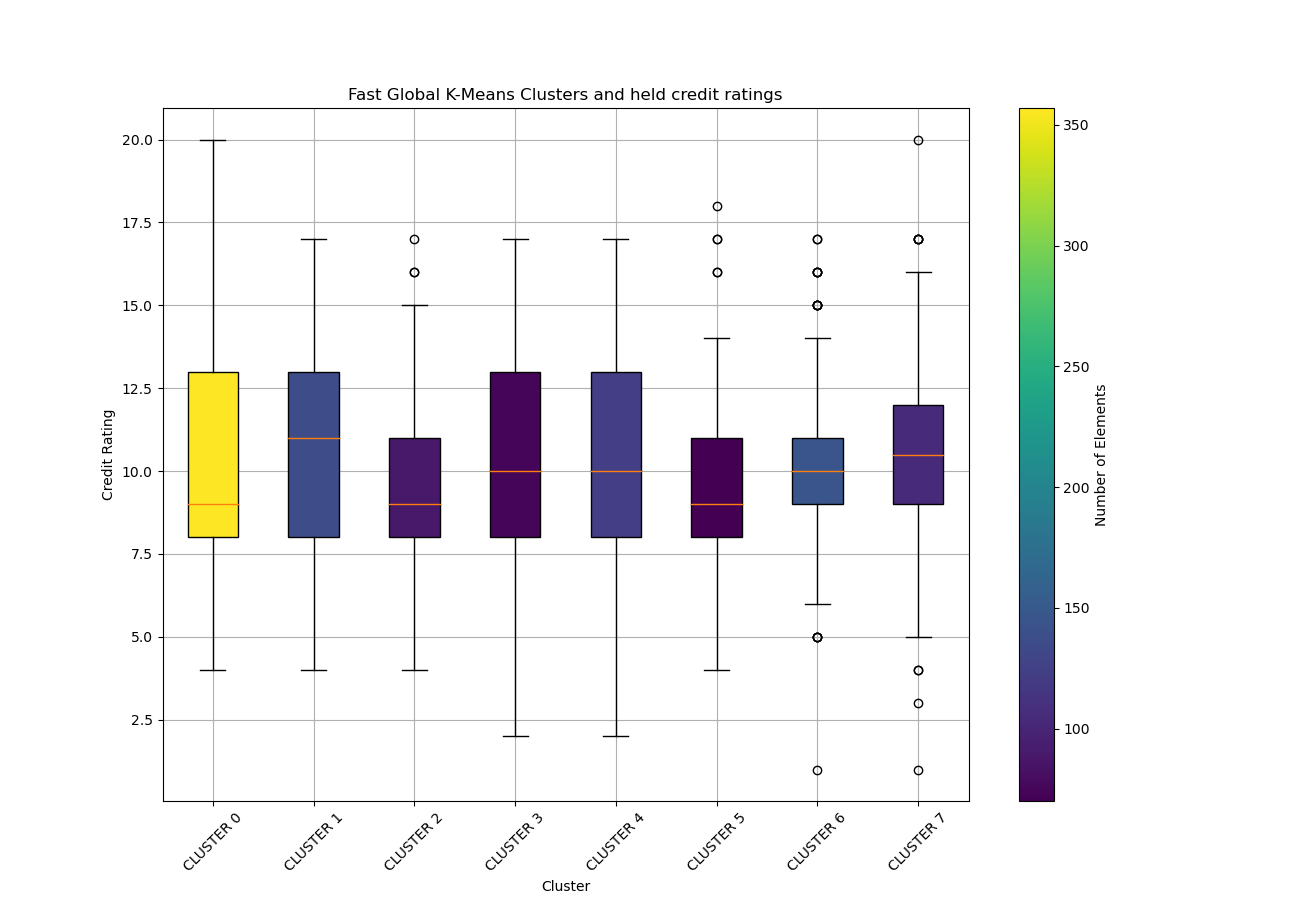 Fast Global K-Means Clusters and held credit ratings
20.0
17.5
15.0
12.5
10.0
7.5
5.0
2.5
Credit Rating
CLUSTER 0
CLUSTER 1
CLUSTER 2
CLUSTER 3
CLUSTER 4
CLUSTER 5
CLUSTER 6
CLUSTER 7
Cluster
350
300
250
200
150
100
Number of Elements